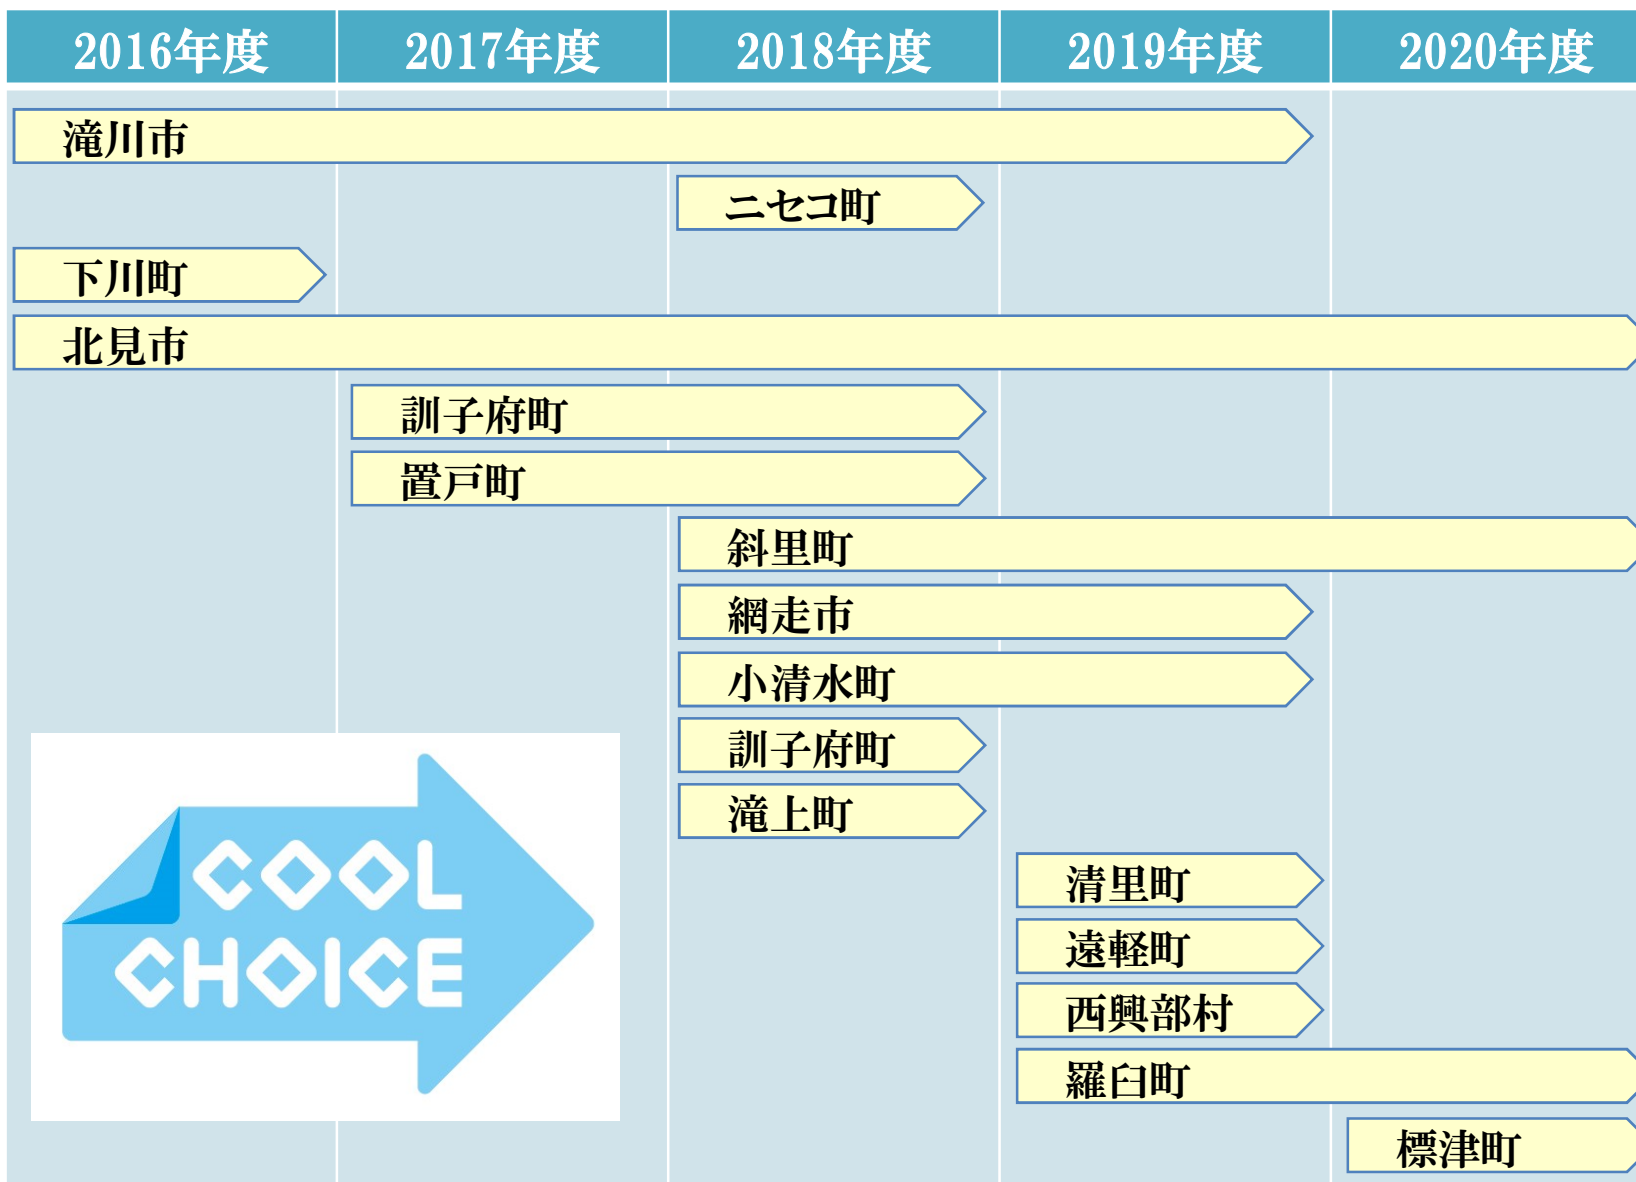 2016年度 2017年度 2018年度 2019年度 2020年度
滝川市
ニセコ町
下川町
北見市
訓子府町
置戸町
斜里町
網走市
小清水町
訓子府町
滝上町
清里町
遠軽町
西興部村
羅臼町
標津町
COOL
CHOICE